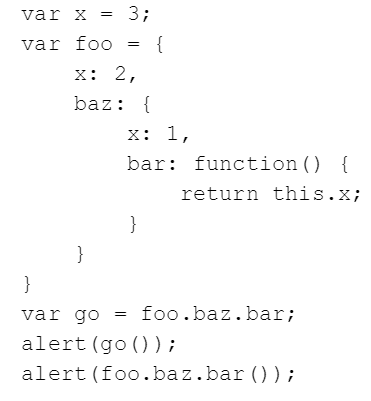 var x = 3;
var foo = {
    x: 2,
    baz: {
        x: 1,
        bar: function() {
            return this.x;
        }
    }
}
var go = foo.baz.bar;
alert(go());
alert(foo.baz.bar());